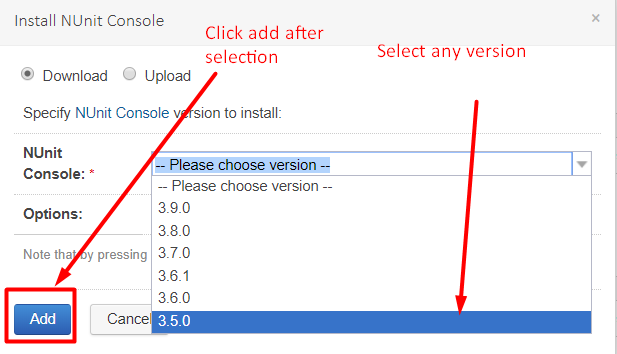 Install NUnit Console
×
Click add after
selection
Select any version
Download Upload
Specify NUnit Console version to install:
NUnit
Console: *
-- Please choose version --
-- Please choose version --
3.9.0
3.8.0
3.7.0
3.6.1
3.6.0
3.5.0
Options:
Note that by pressing
Add
Cancel